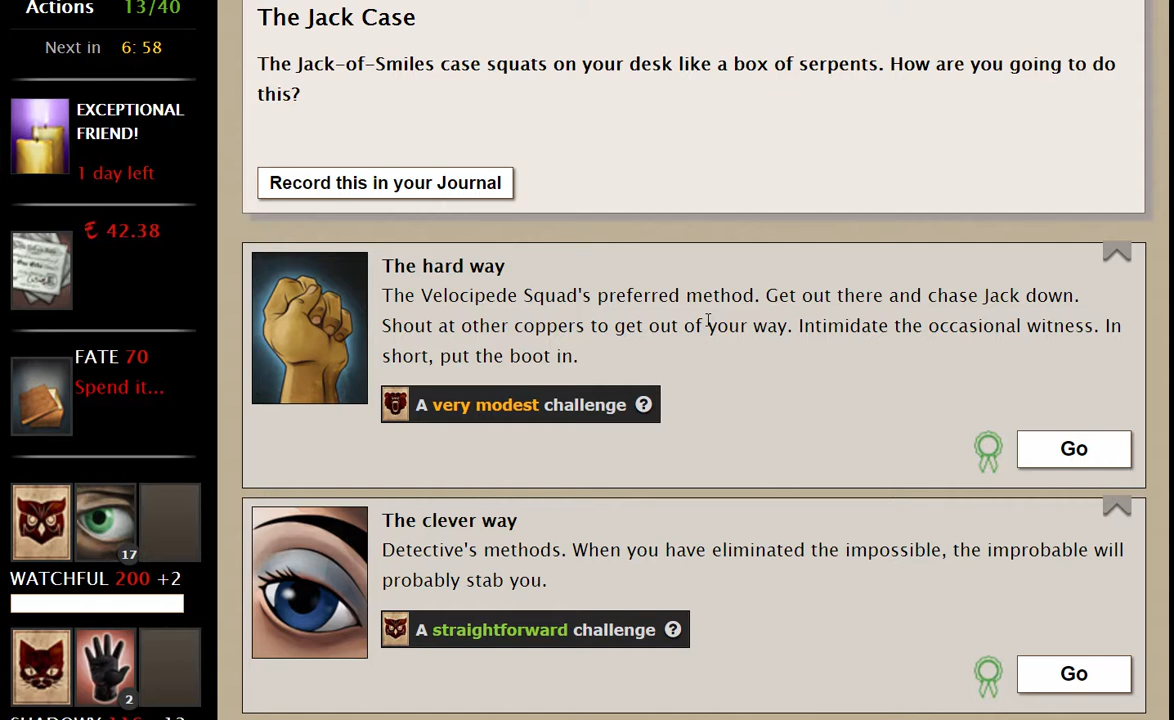 Actions 13/40
Next in 6: 58
EXCEPTIONAL
FRIEND!
1 day left
42.38
FATE 70
Spend it...
17
WATCHFUL 200 +2
2
The Jack Case
The Jack-of-Smiles case squats on your desk like a box of serpents. How are you going to do
this?
Record this in your Journal
The hard way
The Velocipede Squad's preferred method. Get out there and chase Jack down.
Shout at other coppers to get out of your way. Intimidate the occasional witness. In
short, put the boot in.
A very modest challenge ?
Go
The clever way
Detective's methods. When you have eliminated the impossible, the improbable will
probably stab you.
A straightforward challenge ?
Go